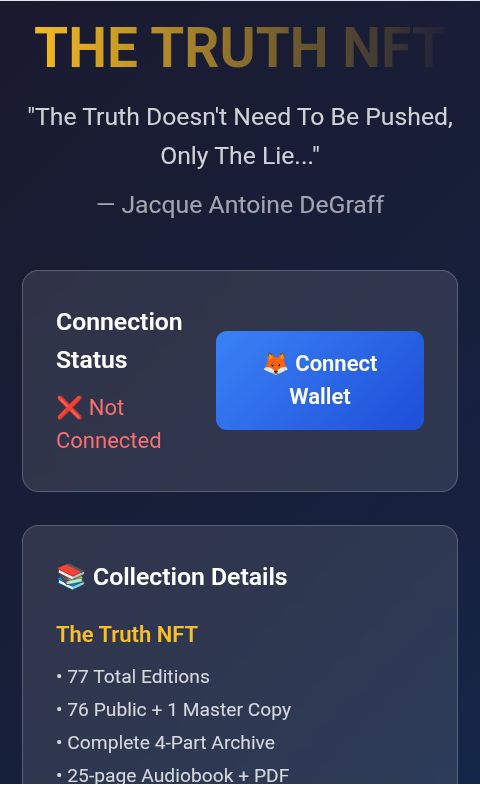 THE TRUTH NFT
"The Truth Doesn't Need To Be Pushed,
Only The Lie..."
— Jacque Antoine DeGraff
Connection
Status
❌ Not
Connected
🦊 Connect
Wallet
📚 Collection Details
The Truth NFT
• 77 Total Editions
• 76 Public + 1 Master Copy
• Complete 4-Part Archive
• 25-page Audiobook + PDF